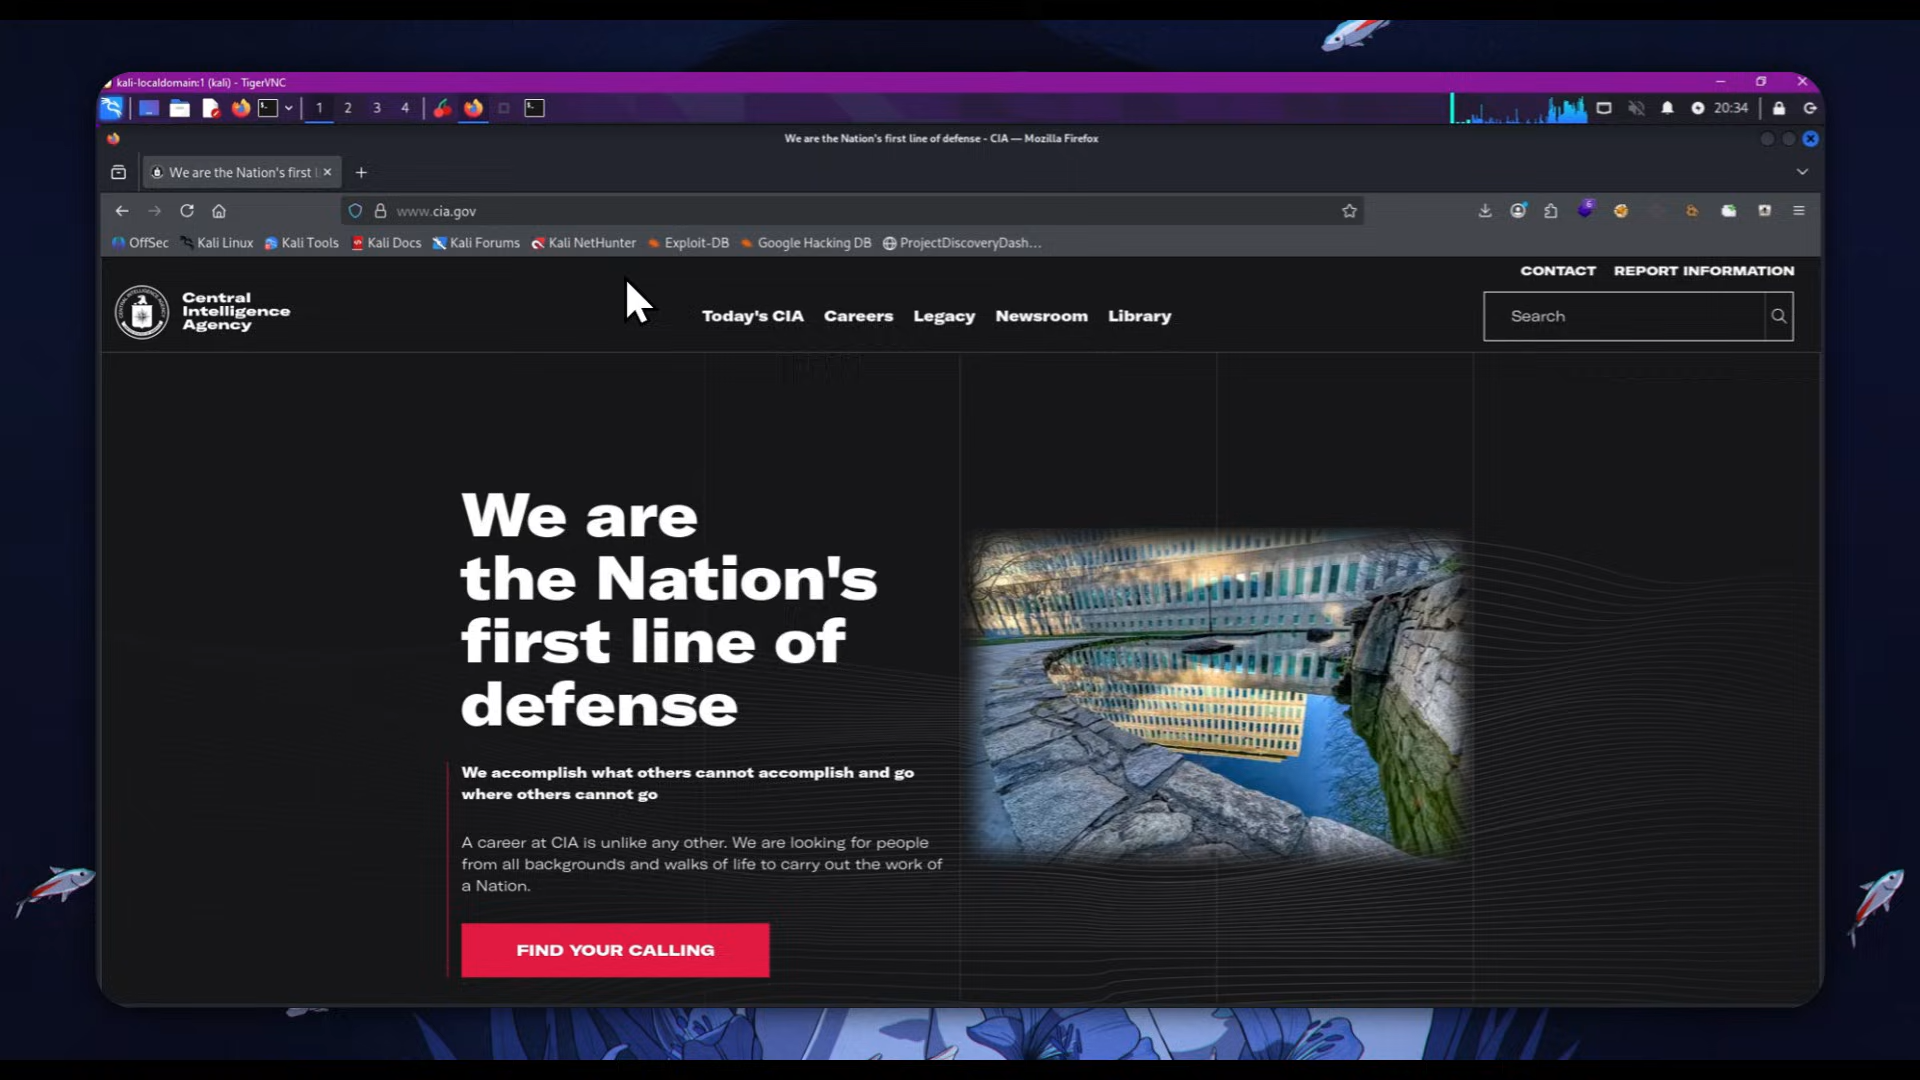 kali-localdomain:1 (kali) - TigerVNC
1 2 3 4
20:34
We are the Nation's first line of defense - CIA — Mozilla Firefox
We are the Nation's first l
www.cia.gov
6
OffSec Kali Linux Kali Tools Kali Docs Kali Forums Kali NetHunter Exploit-DB Google Hacking DB ProjectDiscoveryDash…
CONTACT REPORT INFORMATION
Central
Intelligence
Agency
Today's CIA Careers Legacy Newsroom Library
Search
We are
the Nation's
first line of
defense
We accomplish what others cannot accomplish and go
where others cannot go
A career at CIA is unlike any other. We are looking for people
from all backgrounds and walks of life to carry out the work of
a Nation.
FIND YOUR CALLING